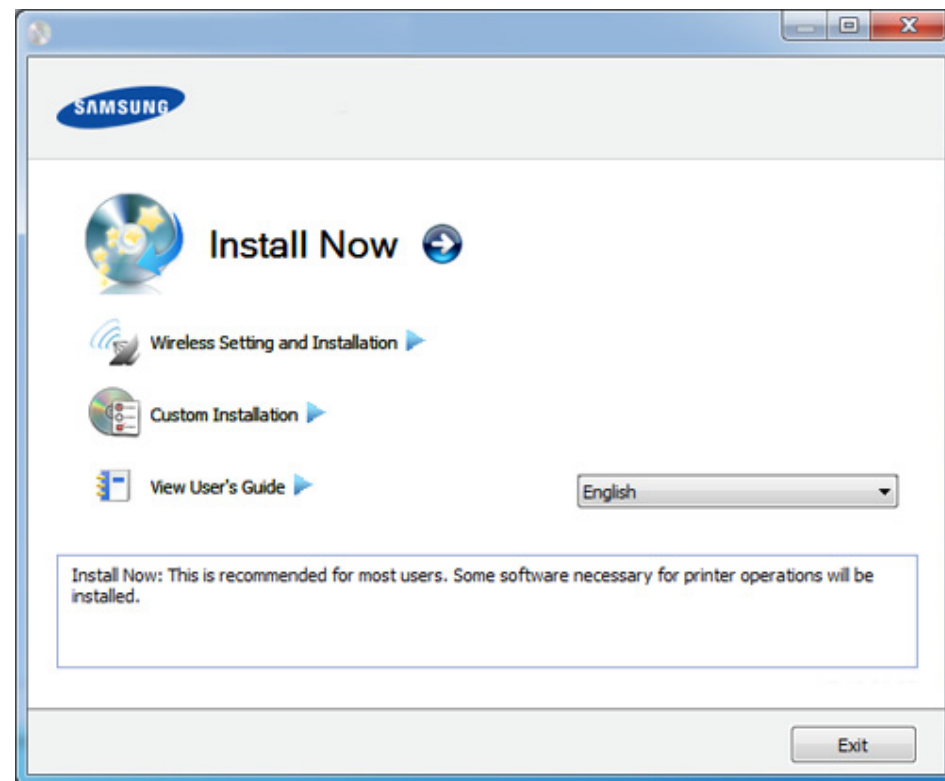 SAMSUNG
Install Now
Wireless Setting and Installation
Custom Installation
View User's Guide
English
Install Now: This is recommended for most users. Some software necessary for printer operations will be
installed.
Exit